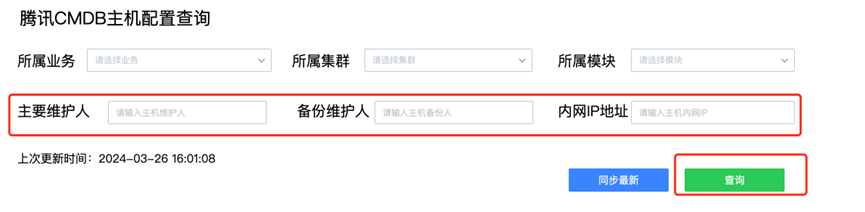 腾讯CMDB主机配置查询
所属业务 请选择业务 所属集群 请选择集群 所属模块 请选择模块
主要维护人 请输入主机维护人 备份维护人 请输入主机备份人 内网IP地址 请输入主机内网IP
上次更新时间：2024-03-26 16:01:08
同步最新 查询